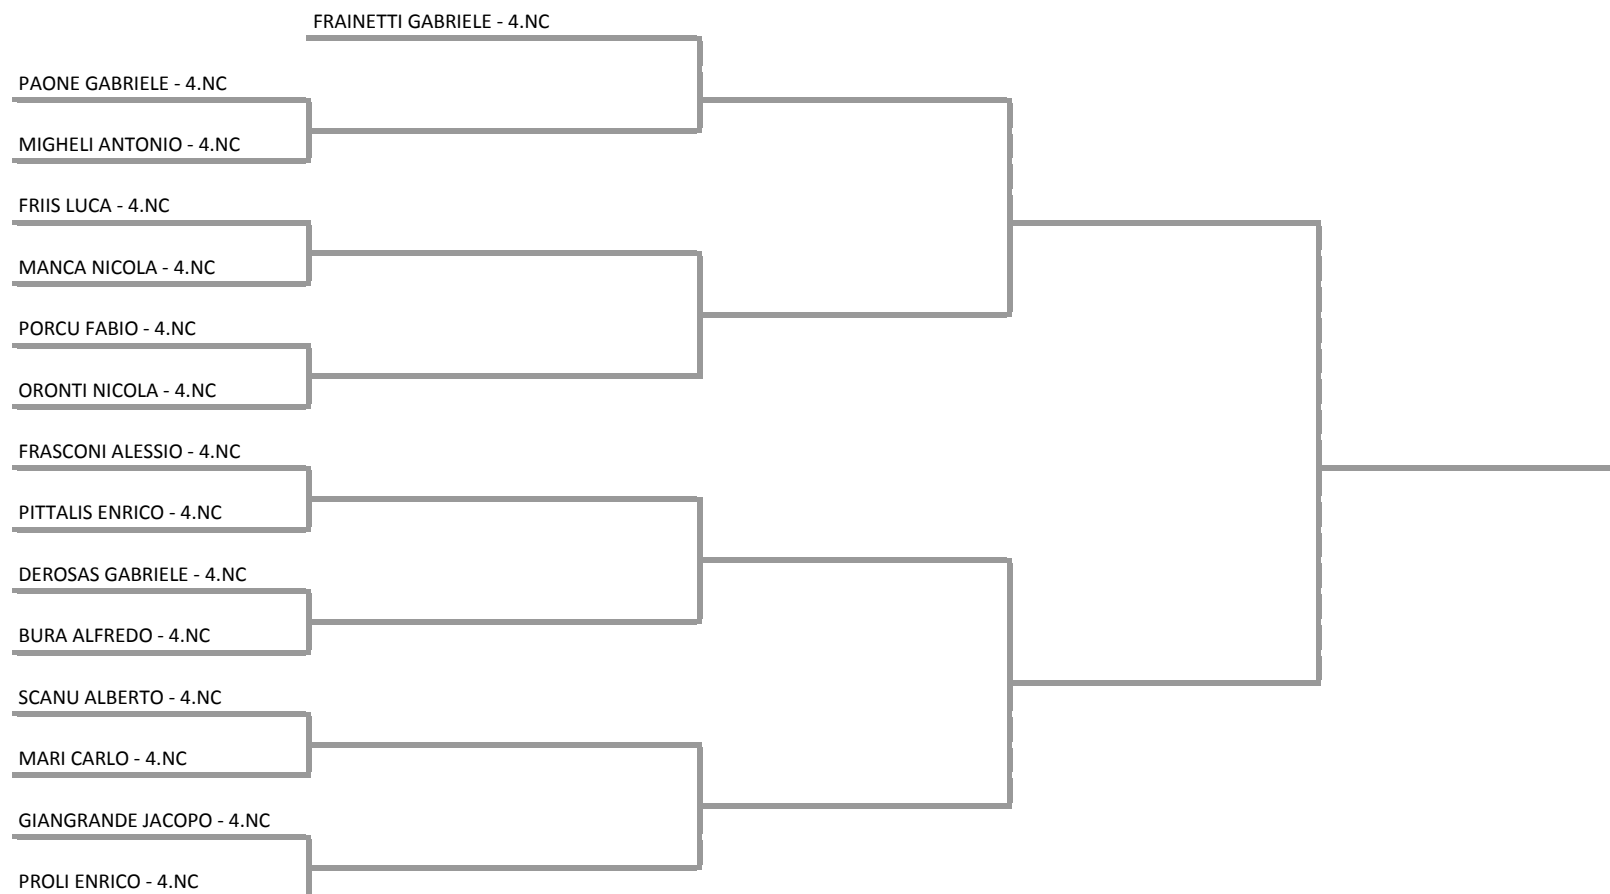 FRAINETTI GABRIELE - 4.NC
PAONE GABRIELE - 4.NC
MIGHELI ANTONIO - 4.NC
FRIIS LUCA - 4.NC
MANCA NICOLA - 4.NC
PORCU FABIO - 4.NC
ORONTI NICOLA - 4.NC
FRASCONI ALESSIO - 4.NC
PITTALIS ENRICO - 4.NC
DEROSAS GABRIELE - 4.NC
BURA ALFREDO - 4.NC
SCANU ALBERTO - 4.NC
MARI CARLO - 4.NC
GIANGRANDE JACOPO - 4.NC
PROLI ENRICO - 4.NC